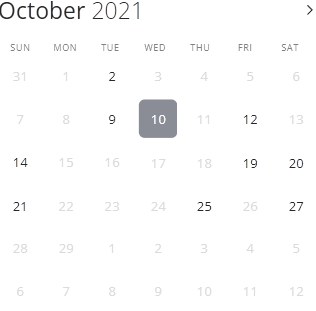 October 2021
SUN MON TUE WED THU FRI SAT
31 1 2 3 4 5 6
7 8 9 10 11 12 13
14 15 16 17 18 19 20
21 22 23 24 25 26 27
28 29 1 2 3 4 5
6 7 8 9 10 11 12